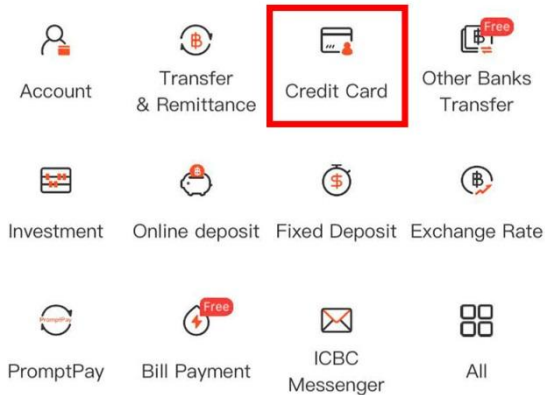 Free
Account
Transfer
& Remittance
Credit Card
Other Banks
Transfer
Investment
Online deposit
Fixed Deposit
Exchange Rate
PromptPay
Free
PromptPay
Bill Payment
ICBC
Messenger
All